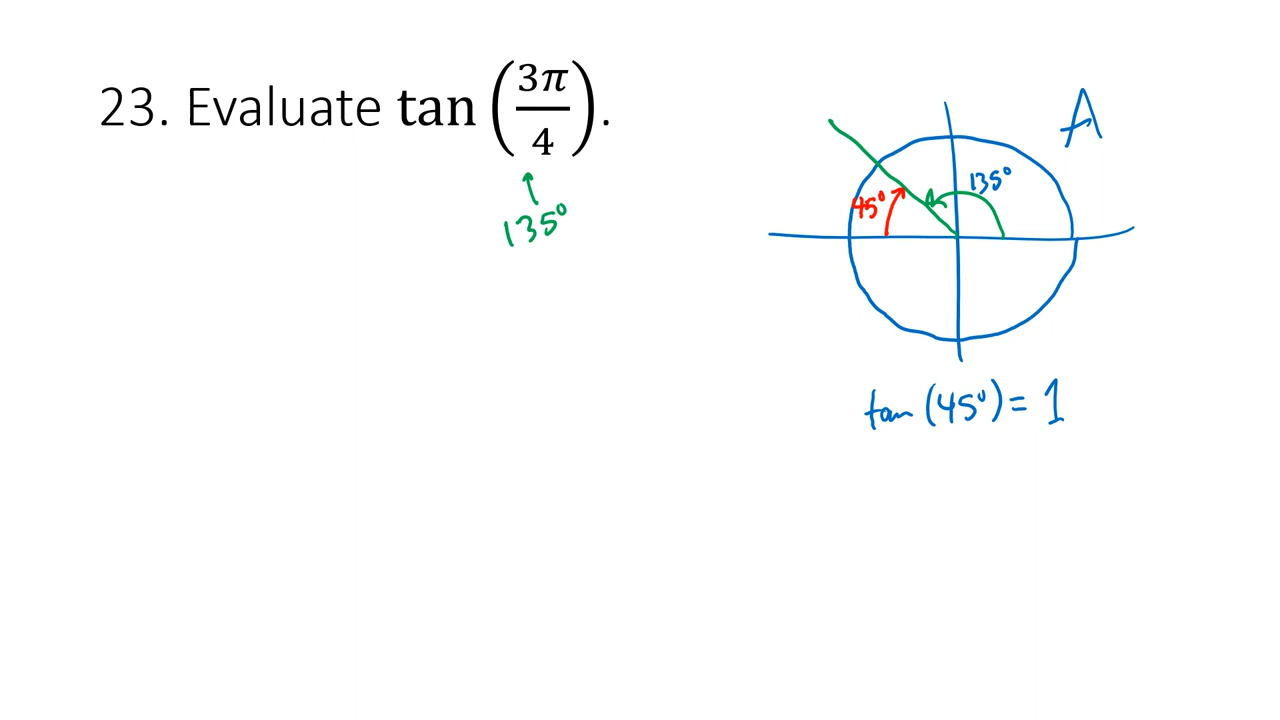 23. Evaluate tan (3π/4).
135°
A
135°
45°
tan (45°) = 1